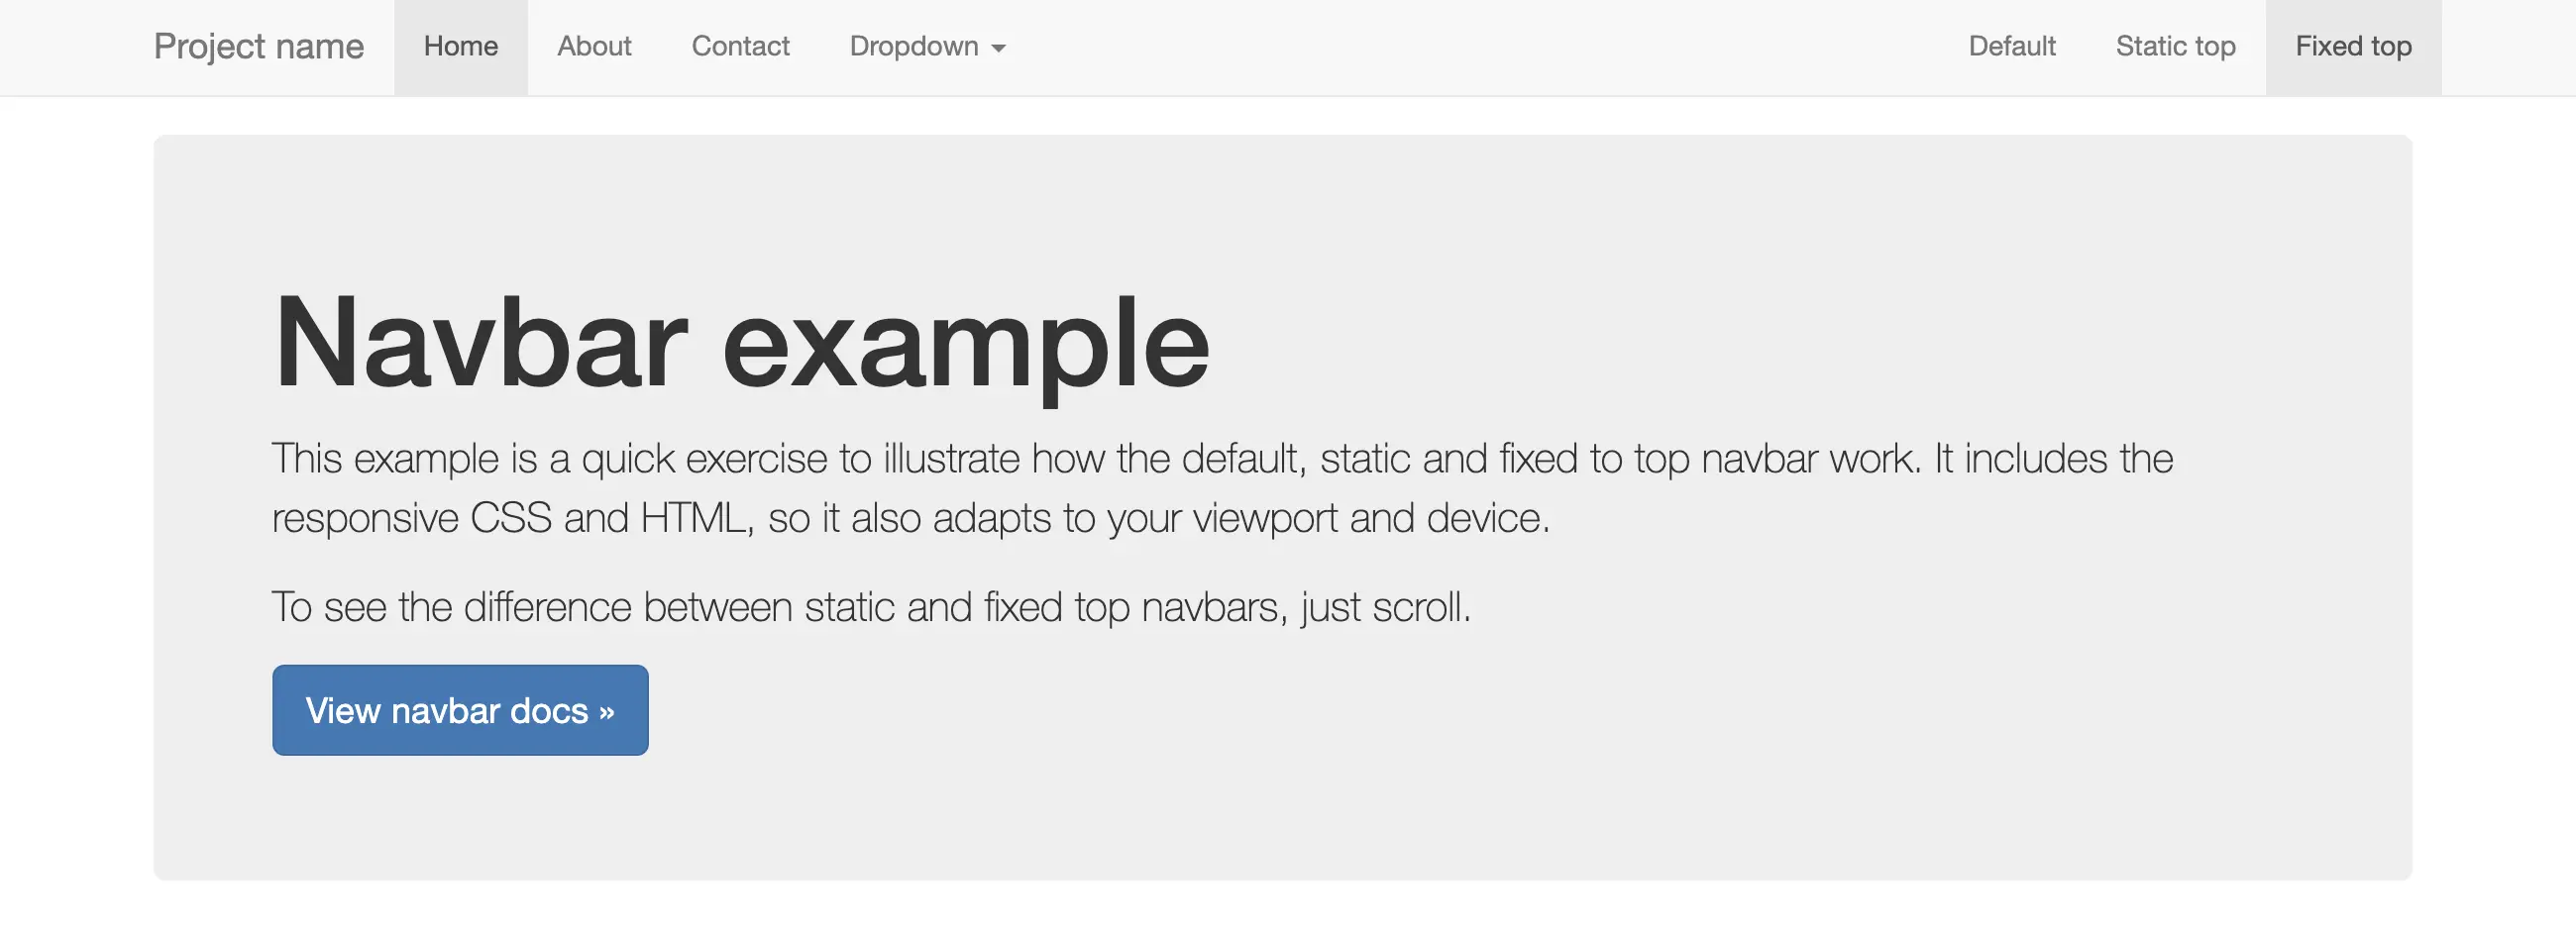 Project name Home About Contact Dropdown Default Static top Fixed top
Navbar example
This example is a quick exercise to illustrate how the default, static and fixed to top navbar work. It includes the
responsive CSS and HTML, so it also adapts to your viewport and device.
To see the difference between static and fixed top navbars, just scroll.
View navbar docs »